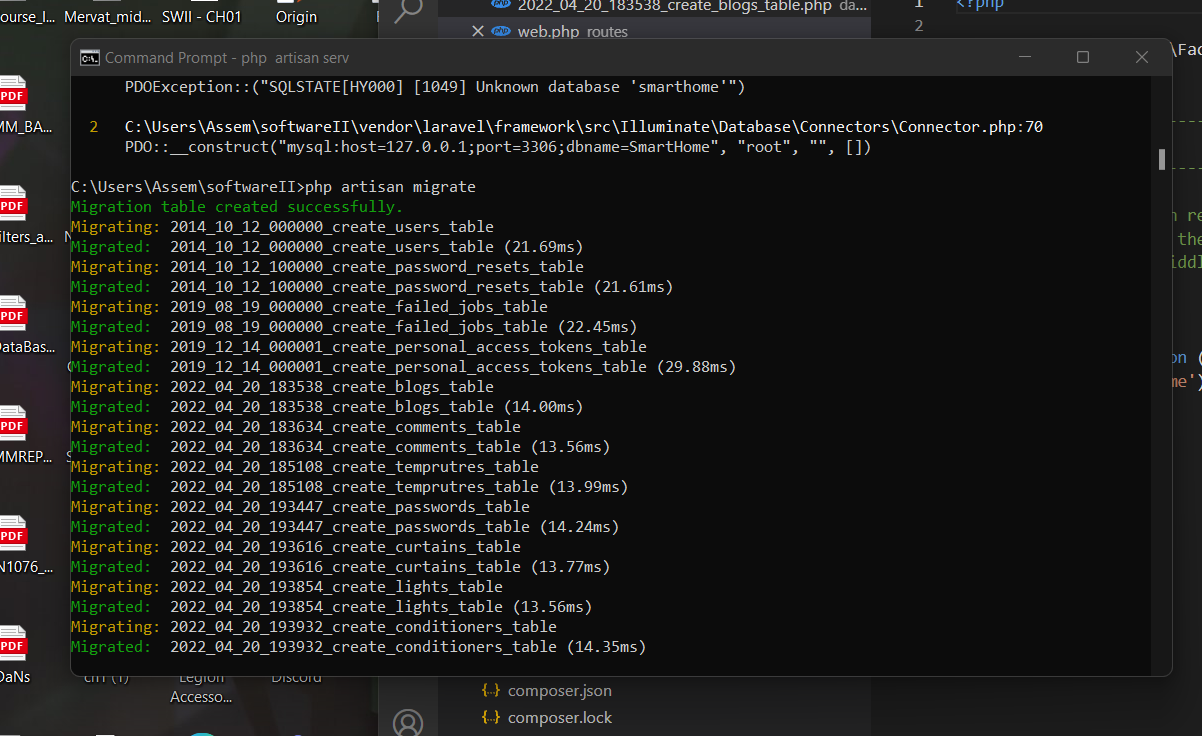 ourse_I... Mervat_mid... SWII - CH01 Origin
2022_04_20_183538_create_blogs_table.php da...
1 <?php
web.php routes
2
Command Prompt - php  artisan serv
\Fac
PDOException::("SQLSTATE[HY000] [1049] Unknown database 'smarthome'")
MM_BA...
2 C:\Users\Assem\softwareII\vendor\laravel\framework\src\Illuminate\Database\Connectors\Connector.php:70
PDO::__construct("mysql:host=127.0.0.1;port=3306;dbname=SmartHome", "root", "", [])
C:\Users\Assem\softwareII>php artisan migrate
Migration table created successfully.
Migrating: 2014_10_12_000000_create_users_table
Migrated:  2014_10_12_000000_create_users_table (21.69ms)
Migrating: 2014_10_12_100000_create_password_resets_table
Migrated:  2014_10_12_100000_create_password_resets_table (21.61ms)
Migrating: 2019_08_19_000000_create_failed_jobs_table
Migrated:  2019_08_19_000000_create_failed_jobs_table (22.45ms)
Migrating: 2019_12_14_000001_create_personal_access_tokens_table
Migrated:  2019_12_14_000001_create_personal_access_tokens_table (29.88ms)
Migrating: 2022_04_20_183538_create_blogs_table
Migrated:  2022_04_20_183538_create_blogs_table (14.00ms)
Migrating: 2022_04_20_183634_create_comments_table
Migrated:  2022_04_20_183634_create_comments_table (13.56ms)
Migrating: 2022_04_20_185108_create_temprutres_table
Migrated:  2022_04_20_185108_create_temprutres_table (13.99ms)
Migrating: 2022_04_20_193447_create_passwords_table
Migrated:  2022_04_20_193447_create_passwords_table (14.24ms)
Migrating: 2022_04_20_193616_create_curtains_table
Migrated:  2022_04_20_193616_create_curtains_table (13.77ms)
Migrating: 2022_04_20_193854_create_lights_table
Migrated:  2022_04_20_193854_create_lights_table (13.56ms)
Migrating: 2022_04_20_193932_create_conditioners_table
Migrated:  2022_04_20_193932_create_conditioners_table (14.35ms)
PDF
PDF
ilters_a...
PDF
DataBas...
PDF
MMREP...
PDF
N1076_...
PDF
DaNs
n re
the
iddl
on (
me')
ch1 (1) Legion Discord
Accesso...
composer.json
composer.lock